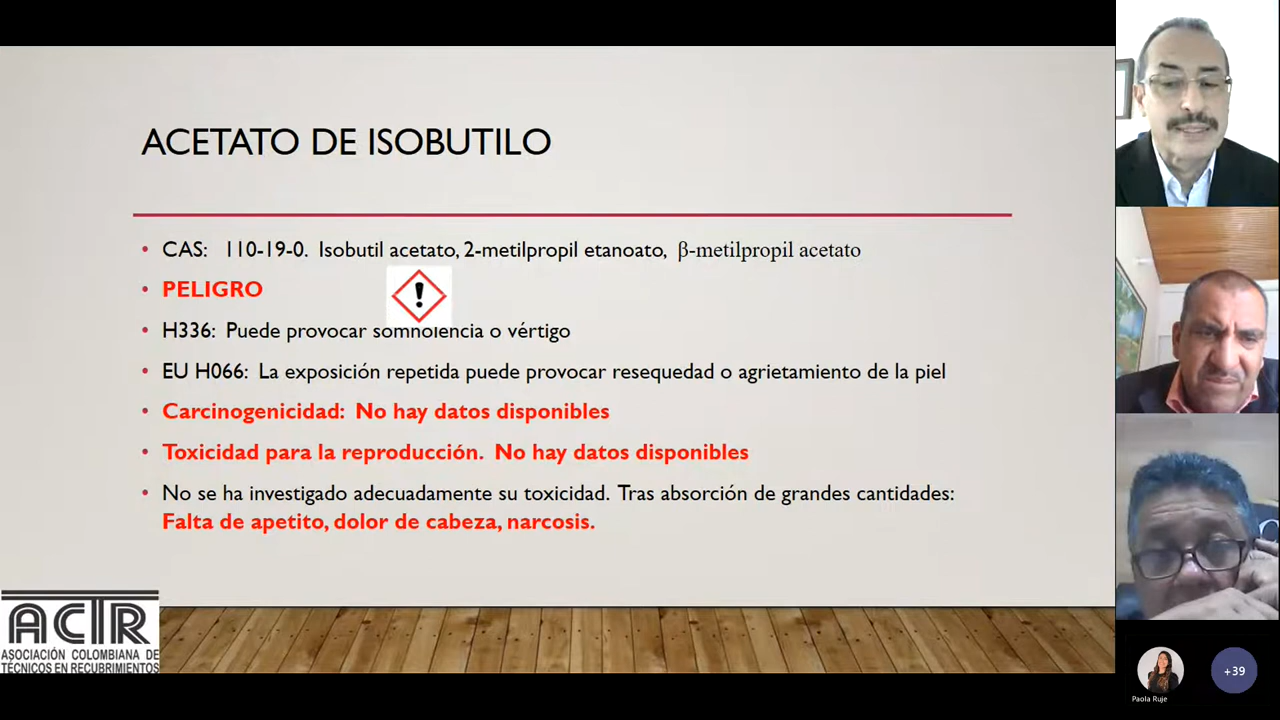 ACETATO DE ISOBUTILO
• CAS: 110-19-0. Isobutil acetato, 2-metilpropil etanoato, β-metilpropil acetato
• PELIGRO
• H336: Puede provocar somnolencia o vértigo
• EU H066: La exposición repetida puede provocar resequedad o agrietamiento de la piel
• Carcinogenicidad: No hay datos disponibles
• Toxicidad para la reproducción. No hay datos disponibles
• No se ha investigado adecuadamente su toxicidad. Tras absorción de grandes cantidades:
Falta de apetito, dolor de cabeza, narcosis.
ACTR
ASOCIACIÓN COLOMBIANA DE
TÉCNICOS EN RECUBRIMIENTOS
Paola Ruje
+39